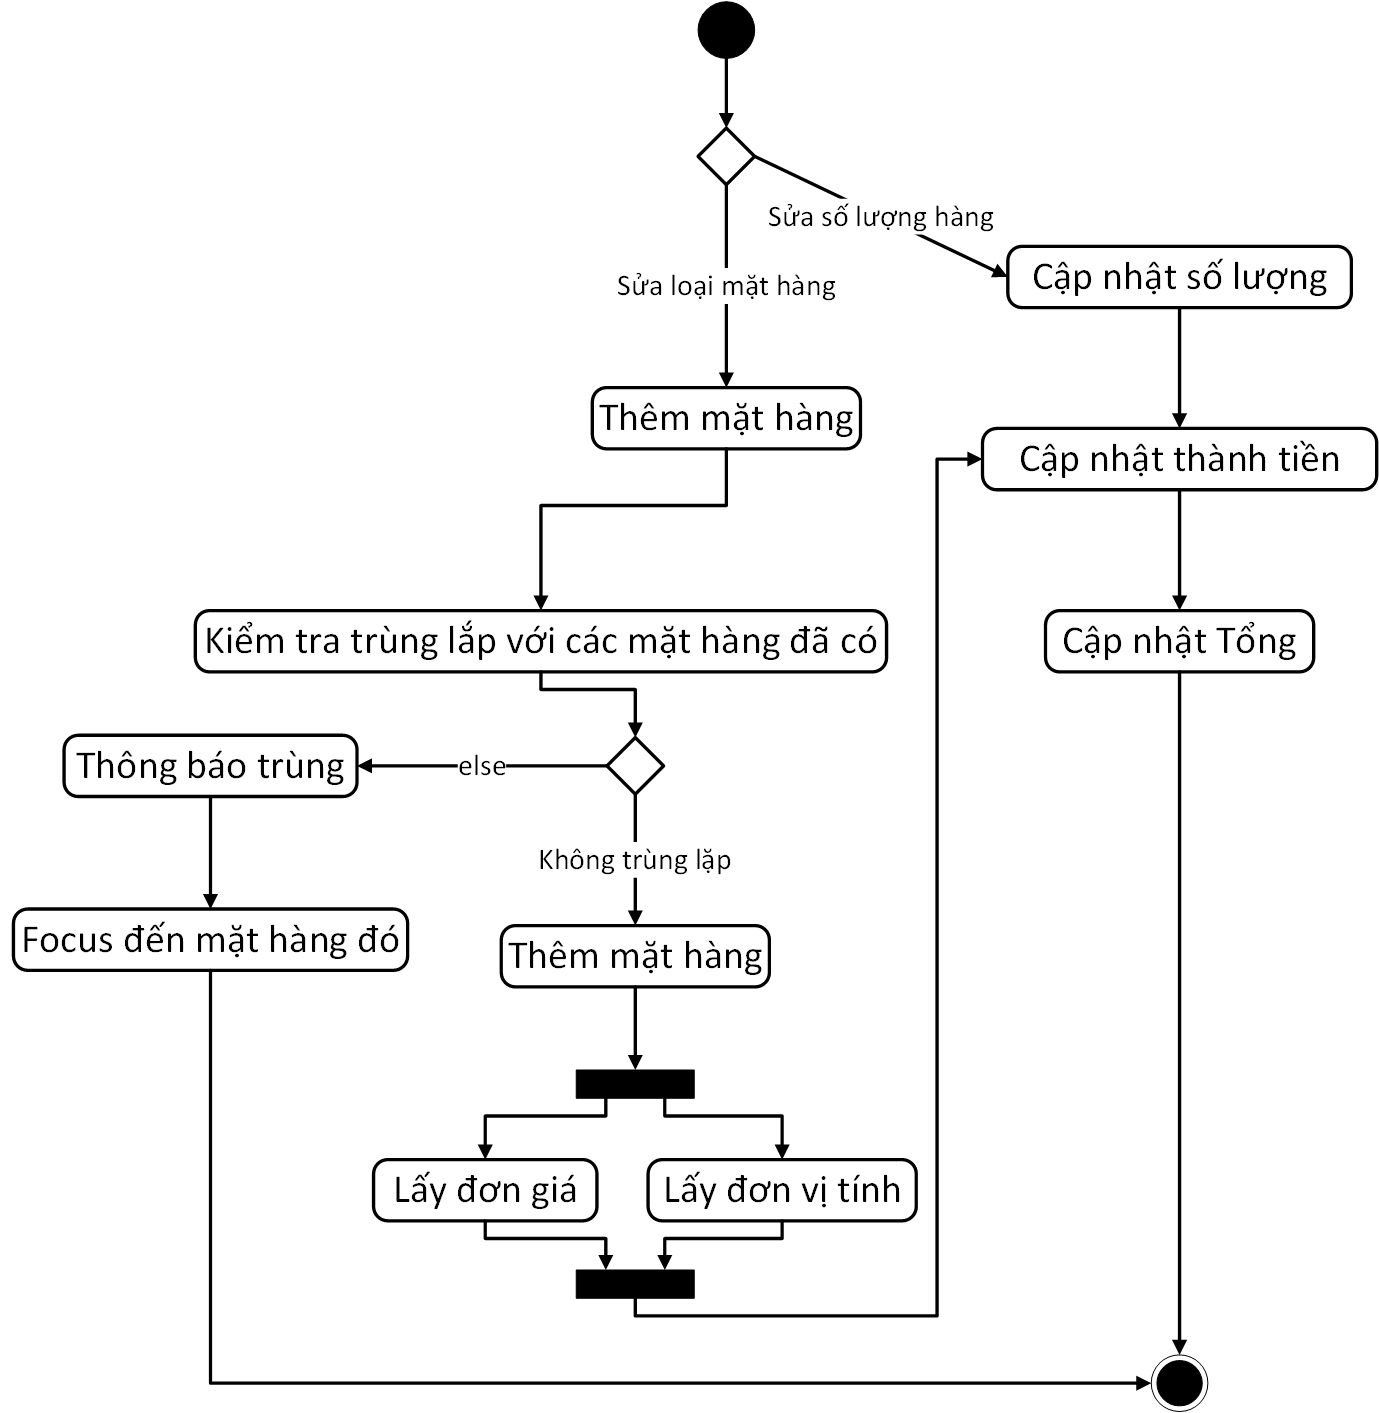 Sửa số lượng hàng
Cập nhật số lượng
Sửa loại mặt hàng
Thêm mặt hàng
Cập nhật thành tiền
Kiểm tra trùng lắp với các mặt hàng đã có
Cập nhật Tổng
Thông báo trùng
else
Không trùng lặp
Focus đến mặt hàng đó
Thêm mặt hàng
Lấy đơn giá
Lấy đơn vị tính